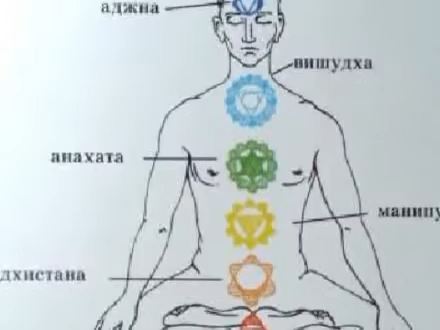 аджна
вишудха
анахата
манипу
дхистана